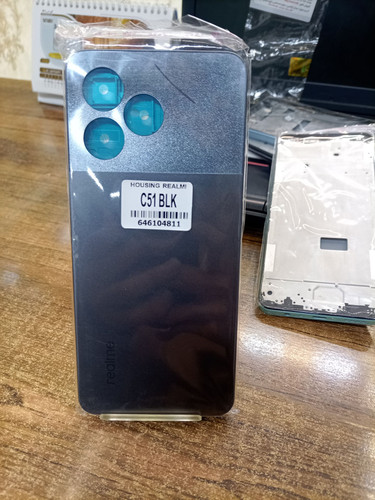 HOUSING REALMI
C51 BLK
646104811
realme